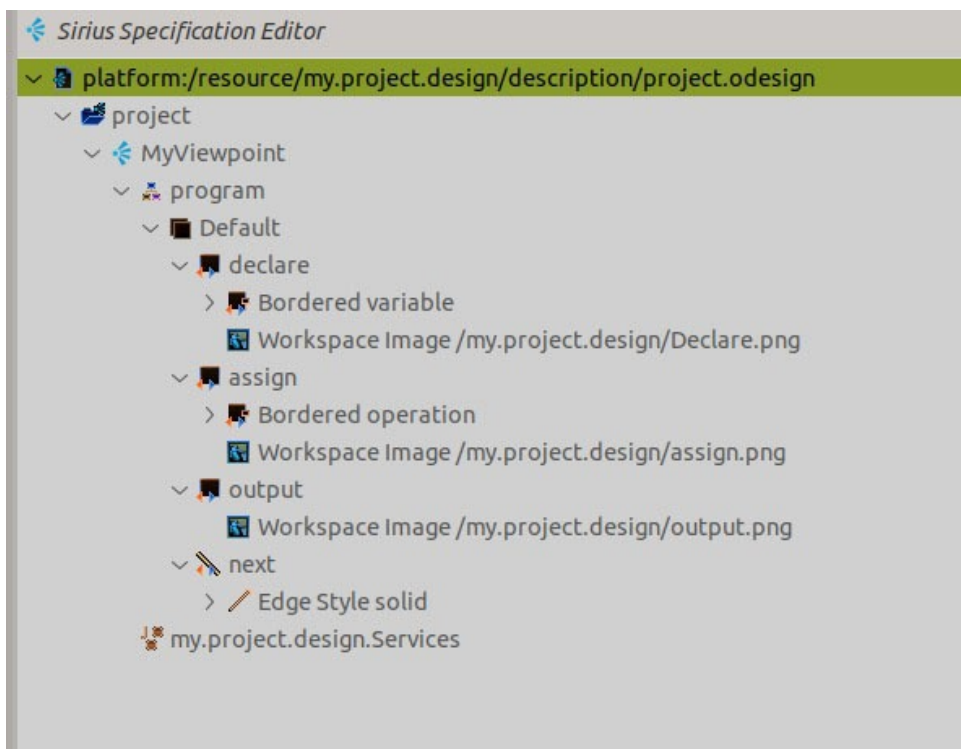 Sirius Specification Editor
platform:/resource/my.project.design/description/project.odesign
project
MyViewpoint
program
Default
declare
Bordered variable
Workspace Image /my.project.design/Declare.png
assign
Bordered operation
Workspace Image /my.project.design/assign.png
output
Workspace Image /my.project.design/output.png
next
Edge Style solid
my.project.design.Services